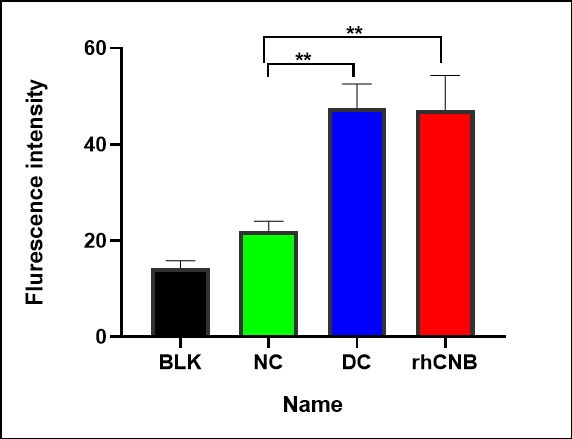 **
**
60
40
20
0
Flurescence intensity
BLK NC DC rhCNB
Name